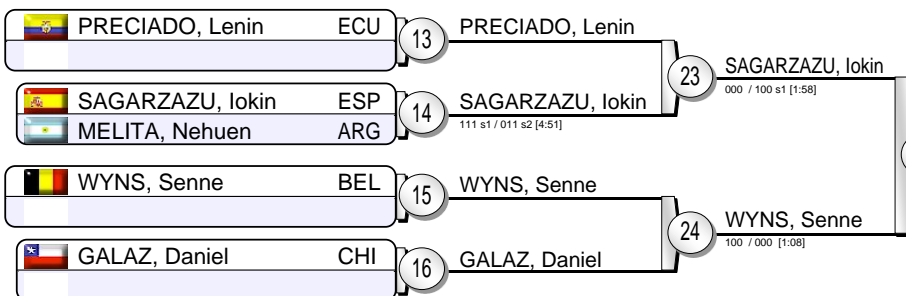 PRECIADO, Lenin ECU
13
PRECIADO, Lenin
23
SAGARZAZU, Iokin
000 / 100 s1 [1:58]
SAGARZAZU, Iokin ESP
MELITA, Nehuen ARG
14
SAGARZAZU, Iokin
111 s1 / 011 s2 [4:51]
WYNS, Senne BEL
15
WYNS, Senne
24
WYNS, Senne
100 / 000 [1:08]
GALAZ, Daniel CHI
16
GALAZ, Daniel